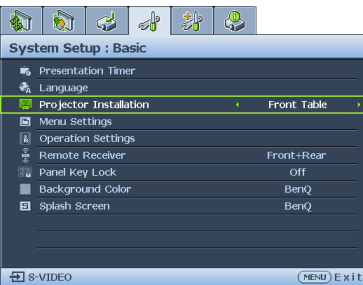 System Setup : Basic
Presentation Timer
Language
Projector Installation Front Table
Menu Settings
Operation Settings
Remote Receiver Front+Rear
Panel Key Lock Off
Background Color BenQ
Splash Screen BenQ
S-VIDEO MENU Exit